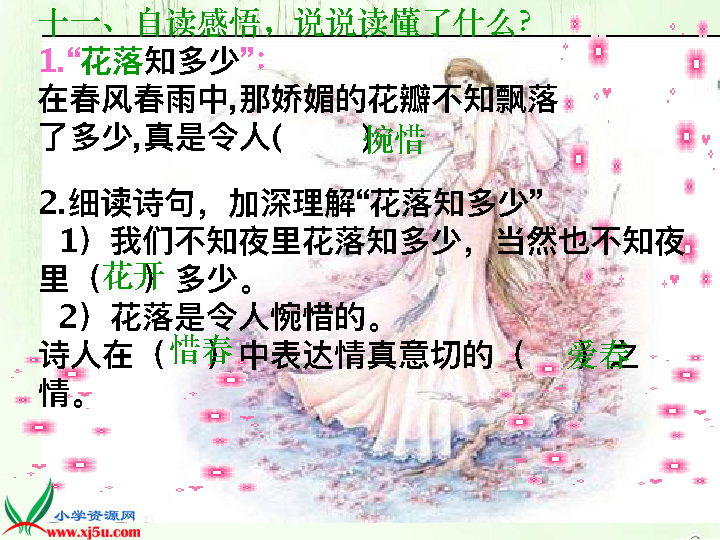 十一、自读感悟，说说读懂了什么？
1.“花落知多少”：
在春风春雨中,那娇媚的花瓣不知飘落
了多少,真是令人(惋惜)
2.细读诗句，加深理解“花落知多少”
1）我们不知夜里花落知多少，当然也不知夜
里（花开）多少。
2）花落是令人惋惜的。
诗人在（惜春）中表达情真意切的（爱春）之
情。
小学资源网
www.xj5u.com